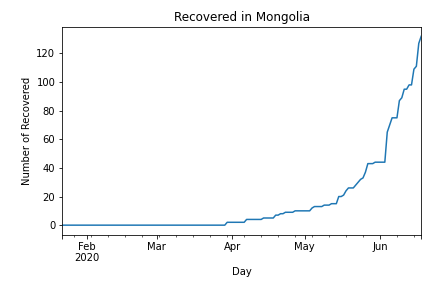 Recovered in Mongolia
Number of Recovered
120
100
80
60
40
20
0
Feb
2020
Mar
Apr
May
Jun
Day